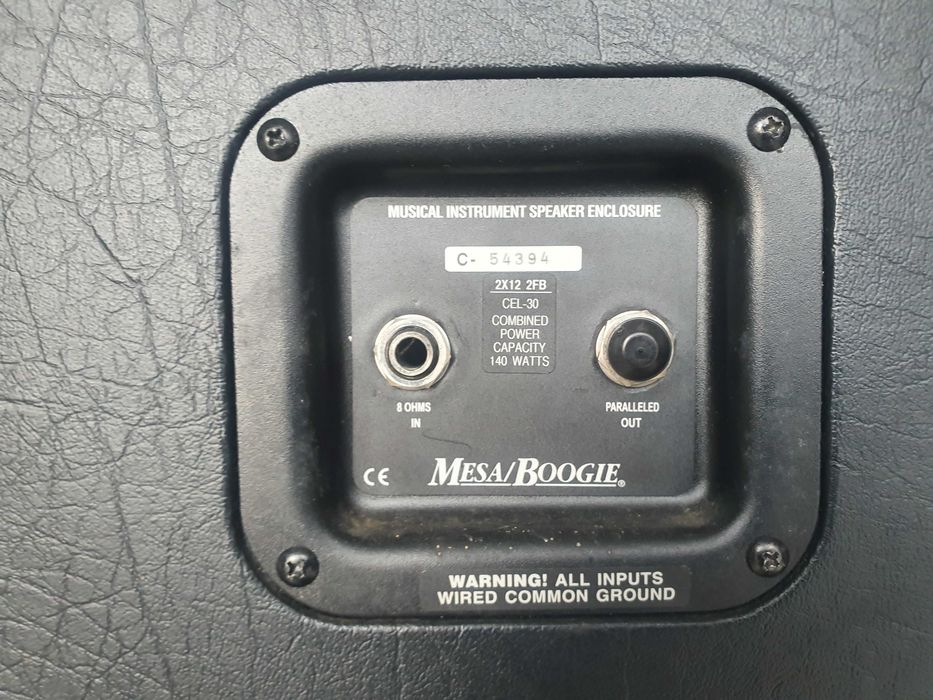 MUSICAL INSTRUMENT SPEAKER ENCLOSURE
C- 54394
2X12 2FB
CEL-30
COMBINED
POWER
CAPACITY
140 WATTS
8 OHMS
IN
PARALLELED
OUT
CE
MESA/BOOGIE®
WARNING! ALL INPUTS
WIRED COMMON GROUND